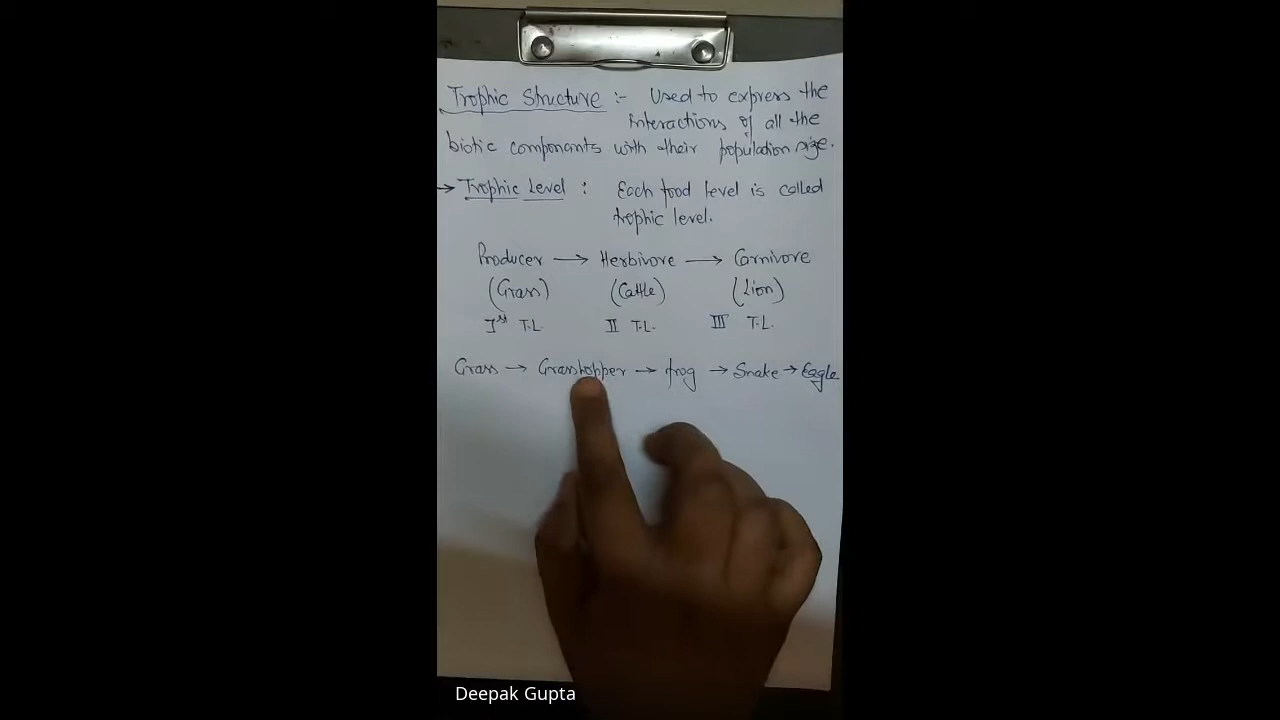 Trophic Structure :- Used to express the
interactions of all the
biotic componants with their population size.
→ Trophic Level : Each food level is called
trophic level.
Producer → Herbivore → Carnivore
(Grass) (Cattle) (Lion)
Ist T.L. II T.L. III T.L.
Grass → Grasshopper → frog → Snake → Eagle
Deepak Gupta